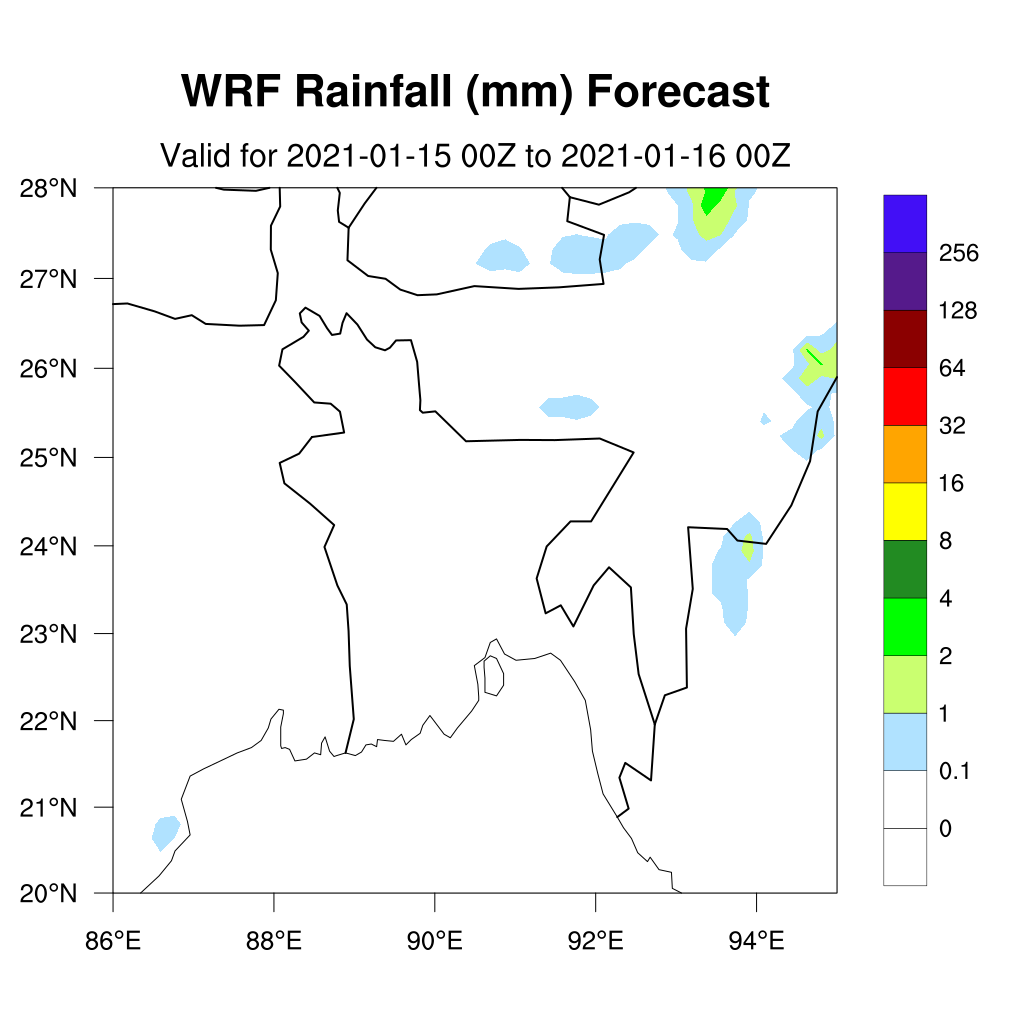 WRF Rainfall (mm) Forecast
Valid for 2021-01-15 00Z to 2021-01-16 00Z
28°N
27°N
26°N
25°N
24°N
23°N
22°N
21°N
20°N
86°E 88°E 90°E 92°E 94°E
256
128
64
32
16
8
4
2
1
0.1
0